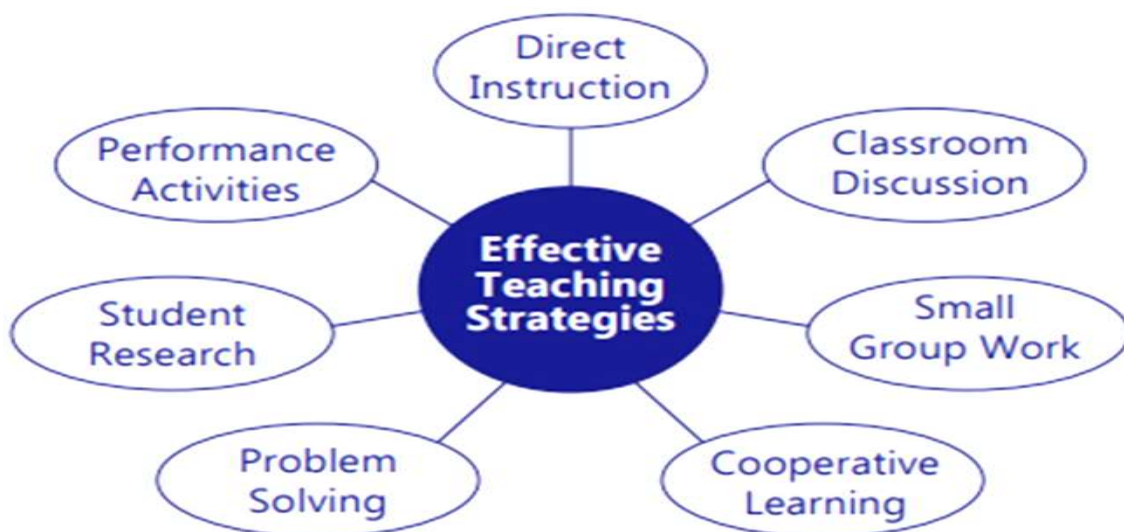 Direct
Instruction
Classroom
Discussion
Small
Group Work
Cooperative
Learning
Problem
Solving
Student
Research
Performance
Activities
Effective
Teaching
Strategies